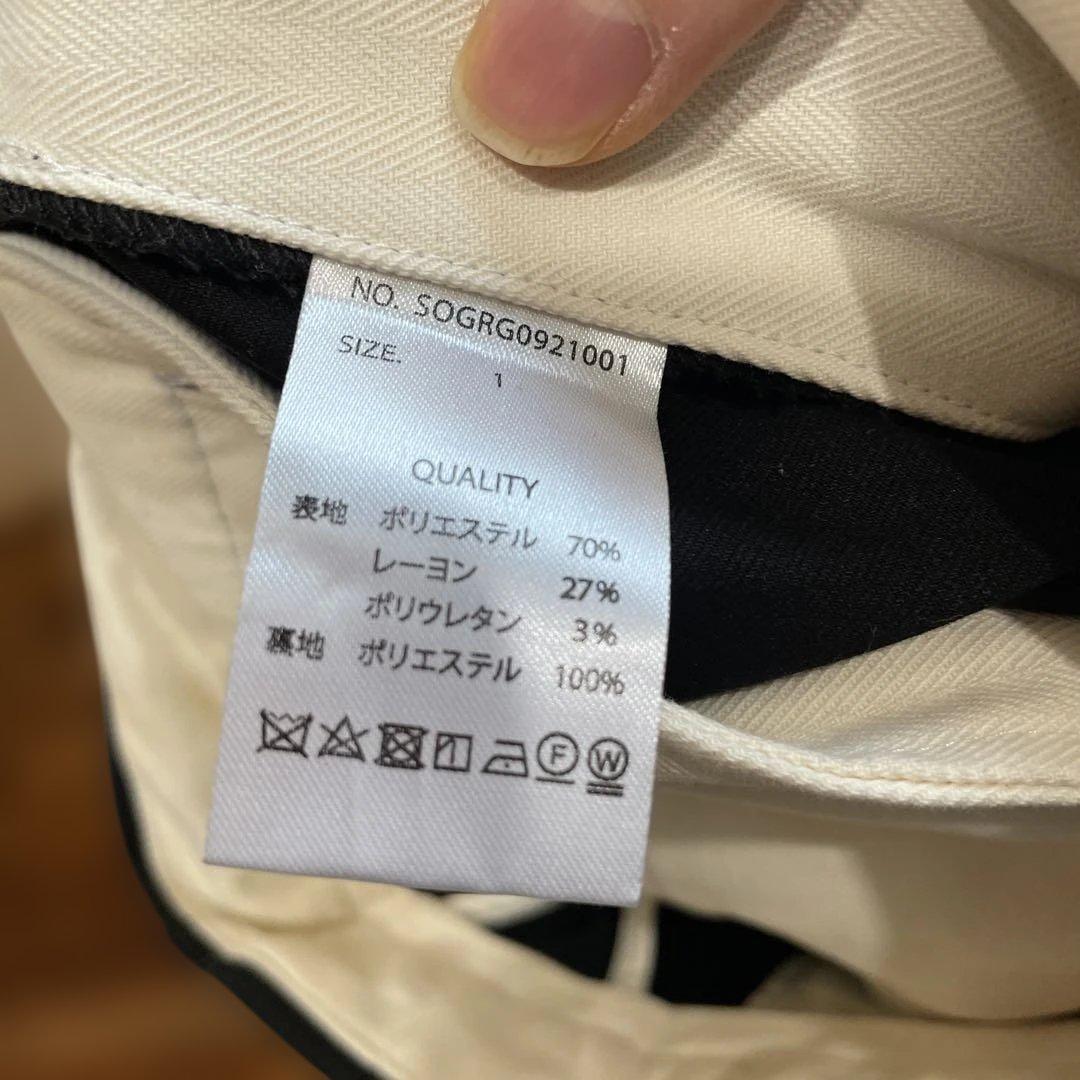 NO. SOGRG0921001
SIZE. 1
QUALITY
表地 ポリエステル 70%
レーヨン 27%
ポリウレタン 3%
裏地 ポリエステル 100%
F W